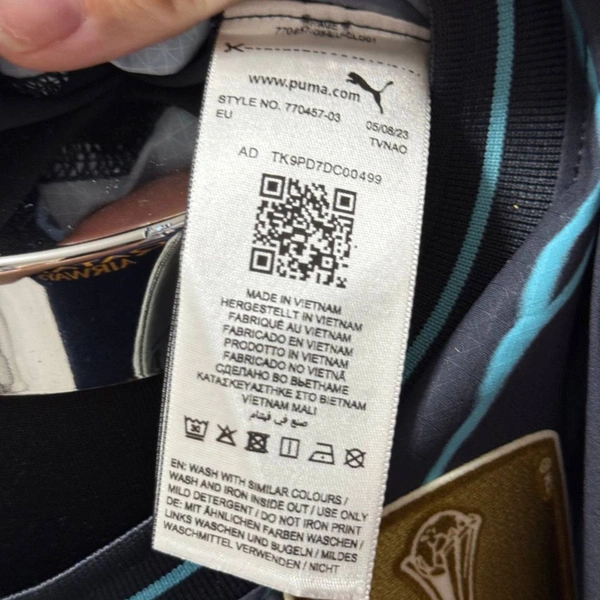 www.puma.com
STYLE NO. 770457-03
EU
05/08/23
TVNAO
AD TK9PD7DC00499
MADE IN VIETNAM
HERGESTELLT IN VIETNAM
FABRIQUÉ AU VIETNAM
FABRICADO EN VIETNAM
PRODOTTO IN VIETNAM
FABRICADO NO VIETNÃ
СДЕЛАНО ВО ВЬЕТНАМЕ
ΚΑΤΑΣΚΕΥΑΣΤΗΚΕ ΣΤΟ ΒΙΕΤΝΑΜ
VIETNAM MALI
صنع في فيتنام
EN: WASH WITH SIMILAR COLOURS /
WASH AND IRON INSIDE OUT / USE ONLY
MILD DETERGENT / DO NOT IRON PRINT
DE: MIT ÄHNLICHEN FARBEN WASCHEN /
LINKS WASCHEN UND BÜGELN / MILDES
WASCHMITTEL VERWENDEN / NICHT